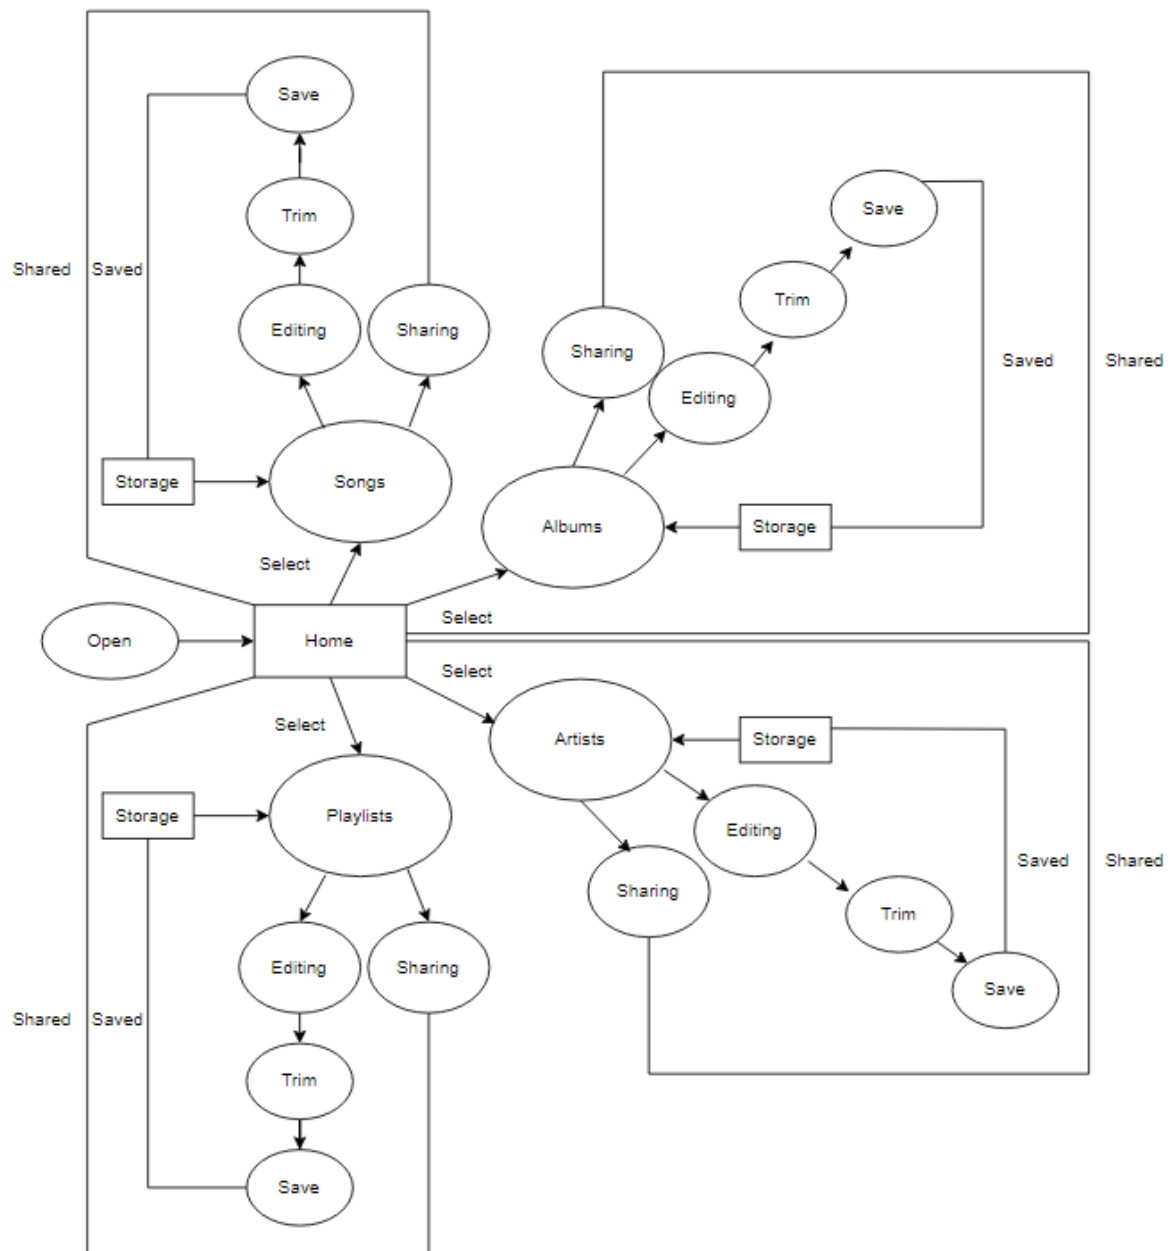 Save
Save
Trim
Shared
Saved
Trim
Editing
Sharing
Sharing
Saved
Shared
Editing
Storage
Songs
Albums
Storage
Select
Select
Open
Home
Select
Select
Artists
Storage
Storage
Playlists
Editing
Saved
Shared
Sharing
Trim
Editing
Sharing
Save
Shared
Saved
Trim
Save